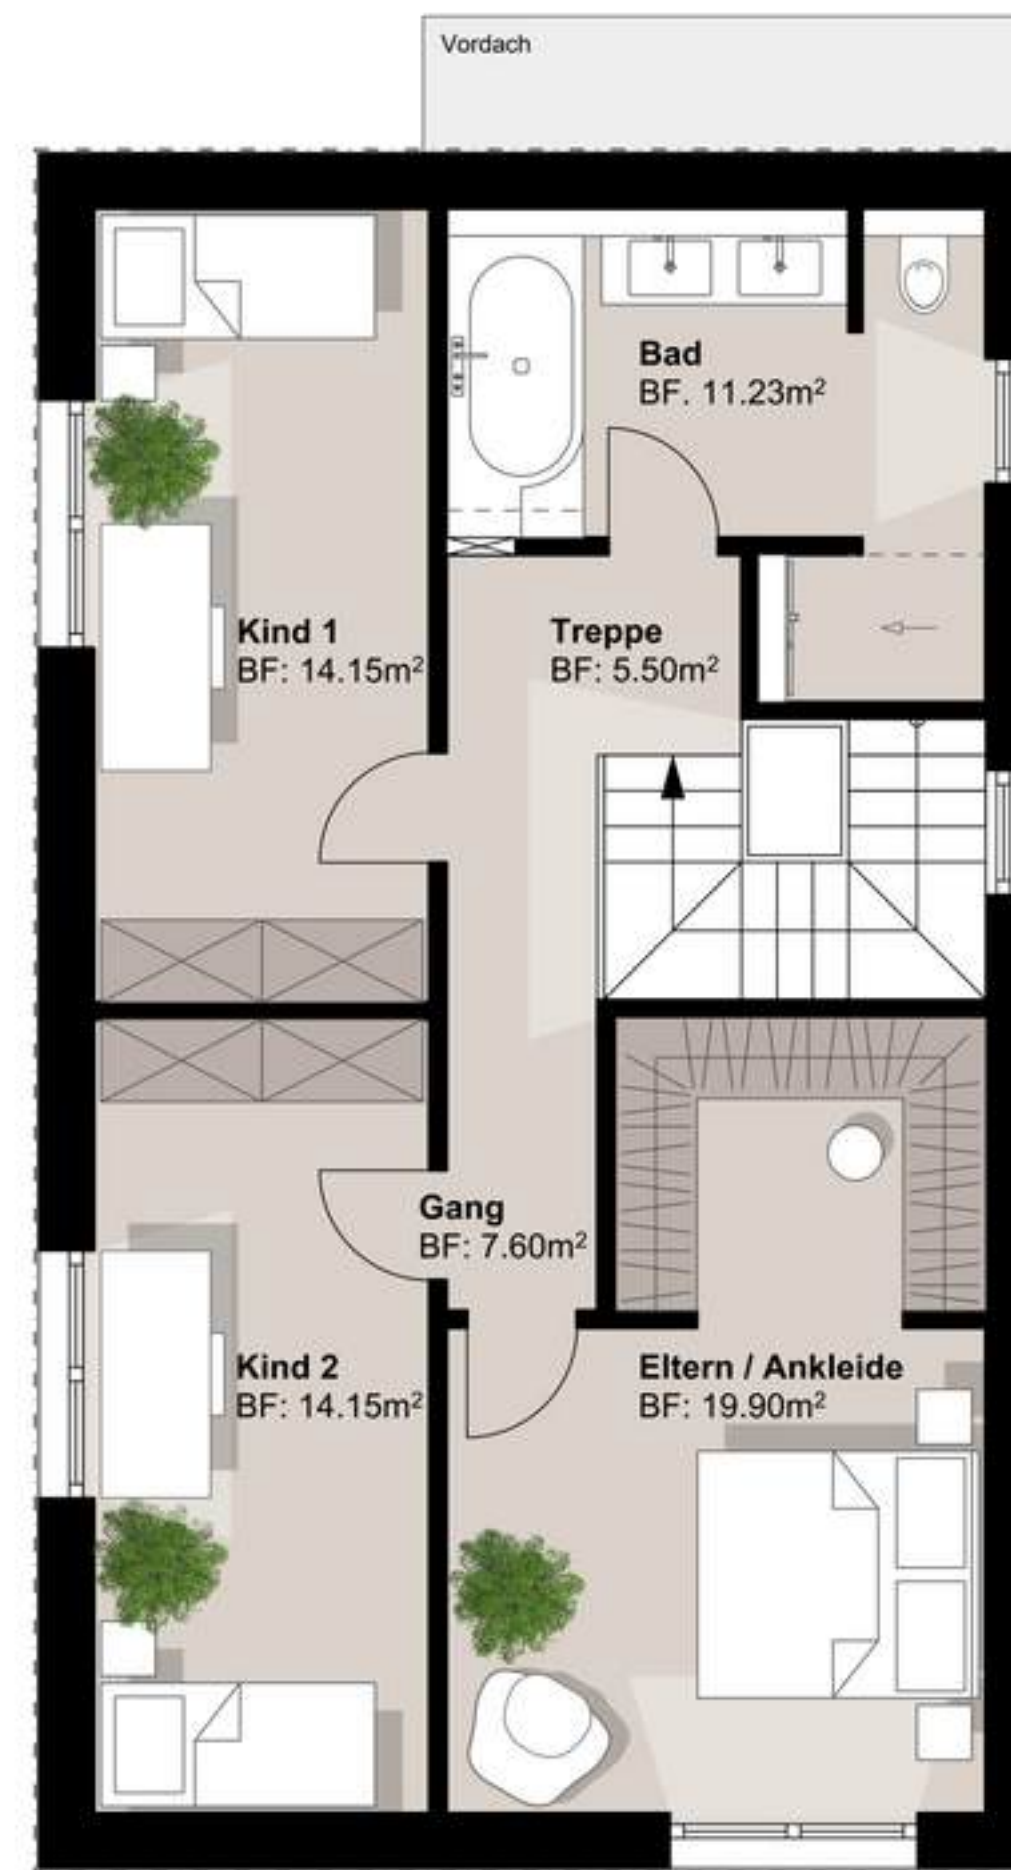 Vordach
Bad
BF. 11.23m²
Kind 1
BF: 14.15m²
Treppe
BF: 5.50m²
Gang
BF: 7.60m²
Kind 2
BF: 14.15m²
Eltern / Ankleide
BF: 19.90m²